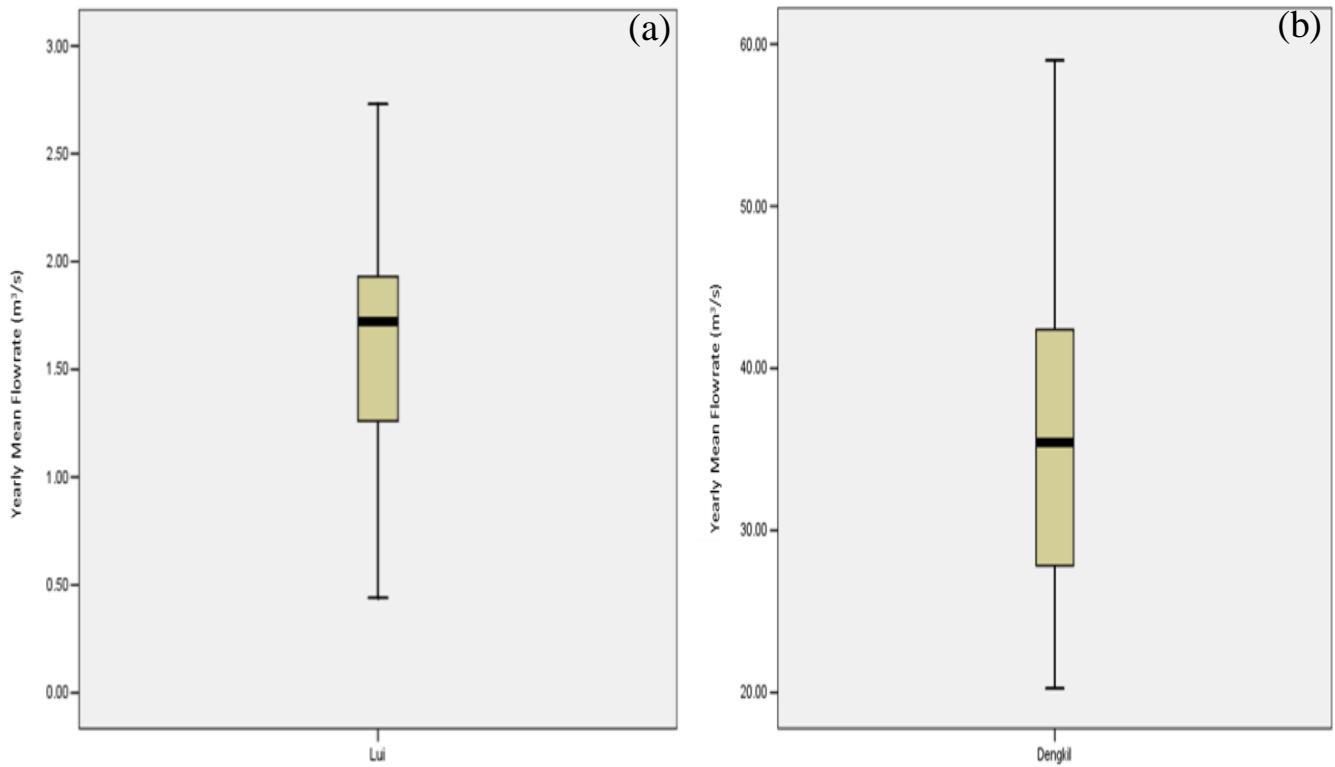 (a)
3.00
2.50
2.00
1.50
1.00
0.50
0.00
Yearly Mean Flowrate (m³/s)
Lui
(b)
60.00
50.00
40.00
30.00
20.00
Yearly Mean Flowrate (m³/s)
Dengkil